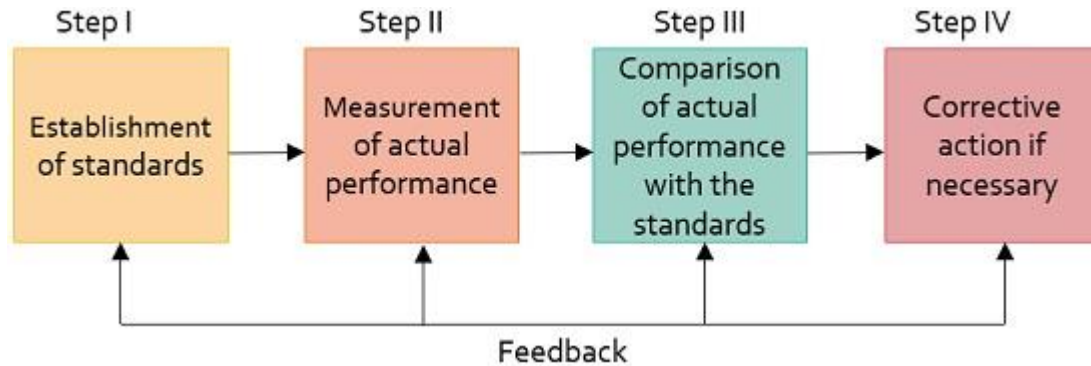 Step I
Step II
Step III
Step IV
Establishment
of standards
Measurement
of actual
performance
Comparison
of actual
performance
with the
standards
Corrective
action if
necessary
Feedback